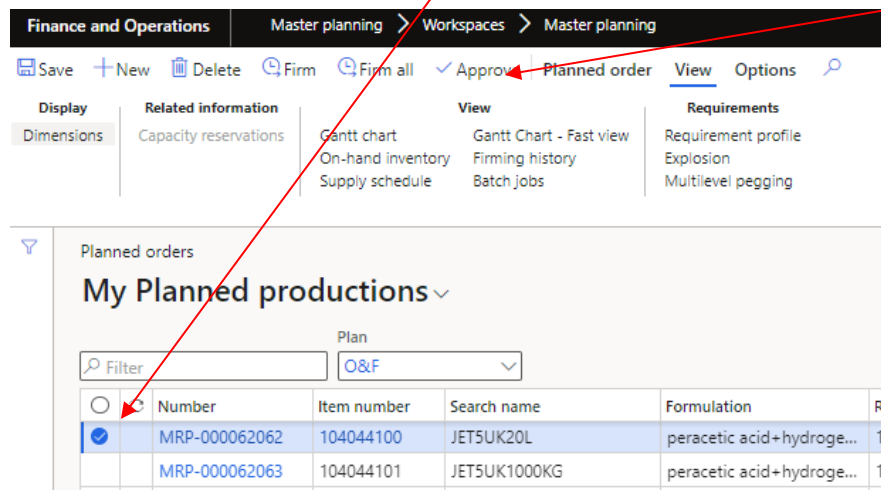 Finance and Operations Master planning > Workspaces > Master planning
Save New Delete Firm Firm all Approve Planned order View Options
Display Related information View Requirements
Dimensions Capacity reservations Gantt chart Gantt Chart - Fast view Requirement profile
On-hand inventory Firming history Explosion
Supply schedule Batch jobs Multilevel pegging
Planned orders
My Planned productions
Plan
Filter O&F
Number Item number Search name Formulation R
MRP-000062062 104044100 JET5UK20L peracetic acid+hydroge... 1
MRP-000062063 104044101 JET5UK1000KG peracetic acid+hydroge... 1